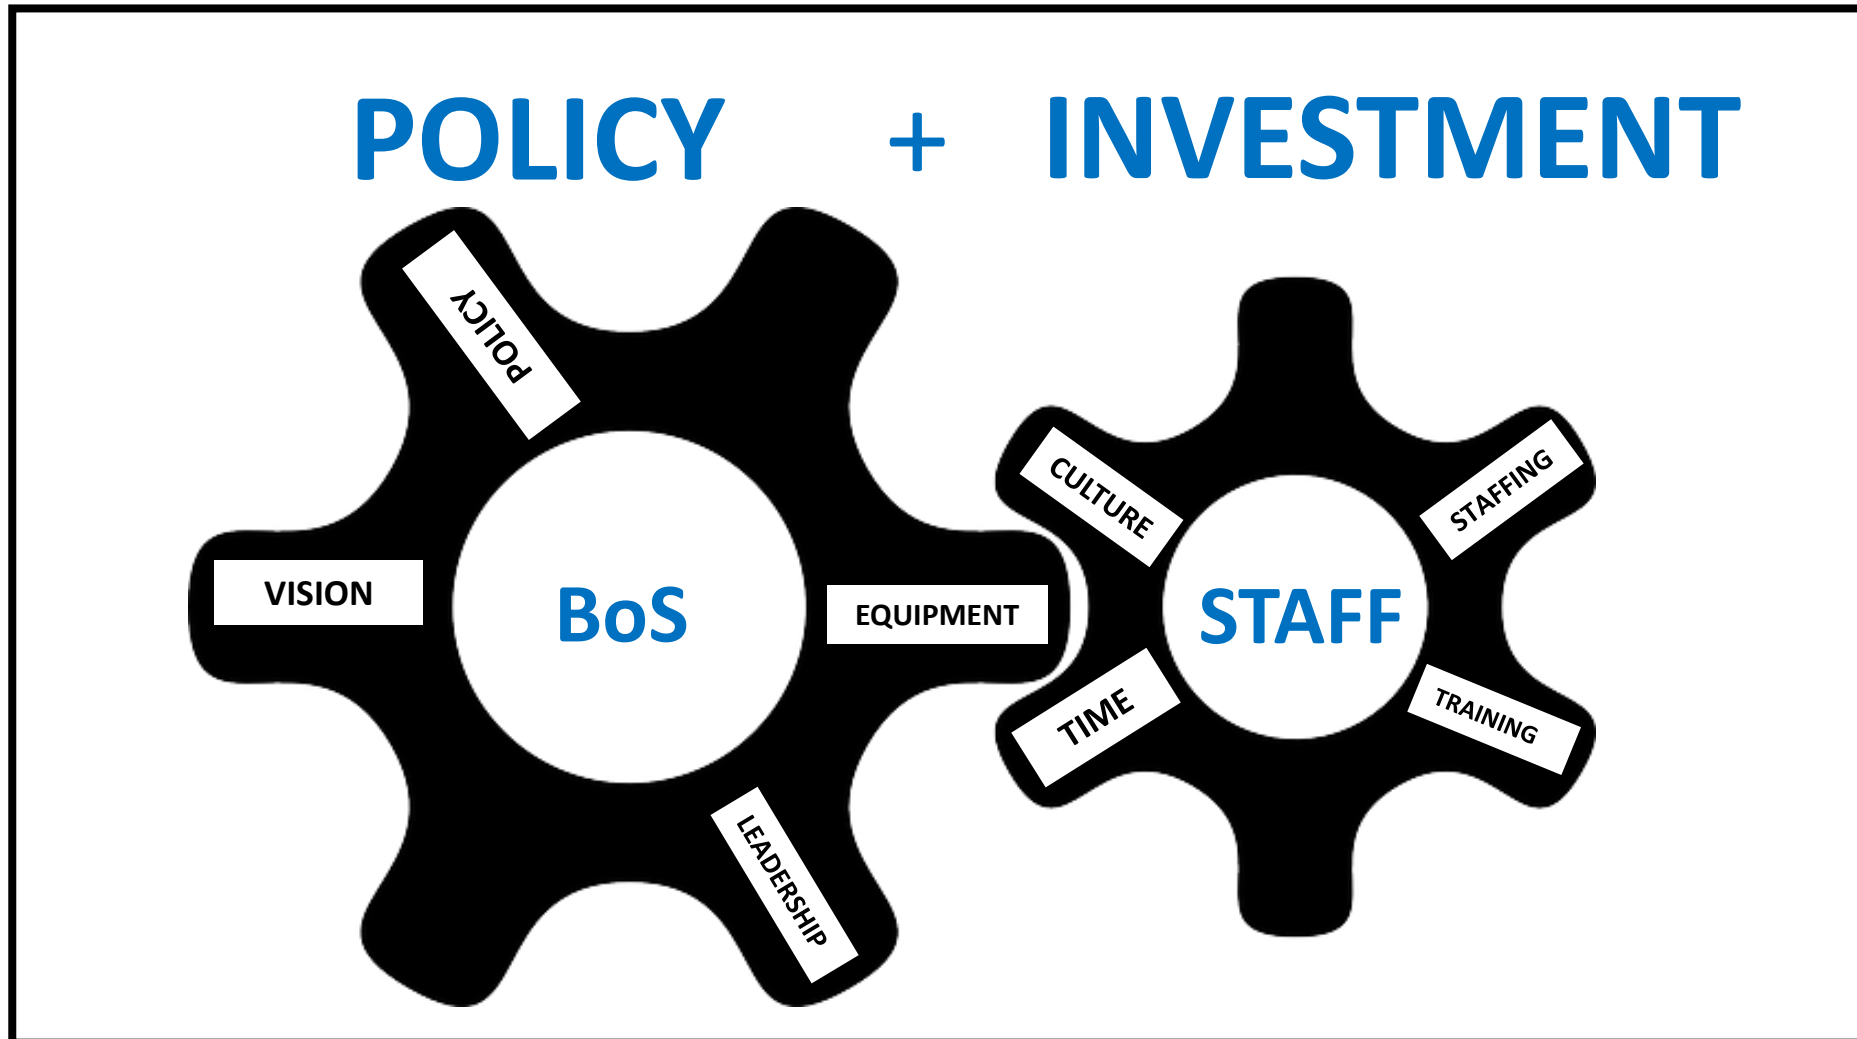 POLICY + INVESTMENT
POLICY
VISION
BoS
EQUIPMENT
LEADERSHIP
CULTURE
STAFFING
STAFF
TIME
TRAINING